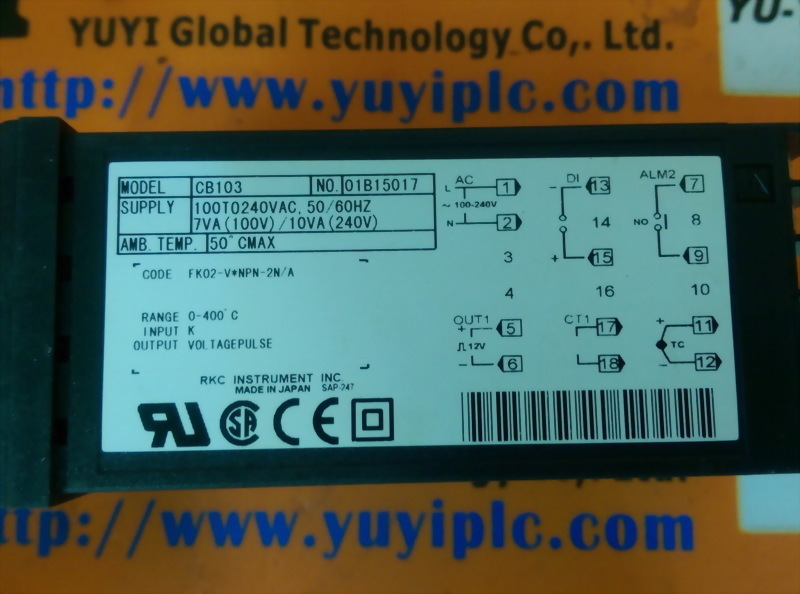 YUYI Global Technology Co,. Ltd.
YU-
http://www.yuyiplc.com
MODEL CB103 NO. 01B15017
SUPPLY 100TO240VAC, 50/60HZ
7VA(100V)/10VA(240V)
AMB. TEMP. 50°CMAX
CODE FK02-V*NPN-2N/A
RANGE 0-400°C
INPUT K
OUTPUT VOLTAGEPULSE
RKC INSTRUMENT INC.
MADE IN JAPAN SAP-247
L AC 1
~ 100-240V
N 2
3
4
OUT1
+ 5
12V
- 6
DI
- 13
14
+ 15
16
CT1 17
18
ALM2 7
NO 8
9
10
+ 11
TC
- 12
http://www.yuyiplc.com